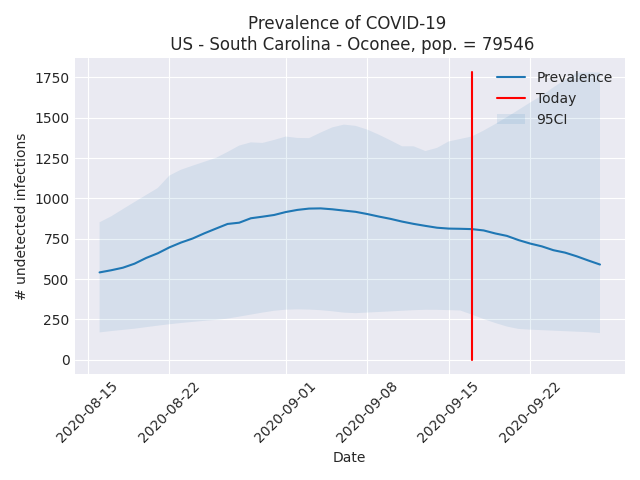 Prevalence of COVID-19
US - South Carolina - Oconee, pop. = 79546
# undetected infections
1750
1500
1250
1000
750
500
250
0
Prevalence
Today
95CI
2020-08-15
2020-08-22
2020-09-01
2020-09-08
2020-09-15
2020-09-22
Date